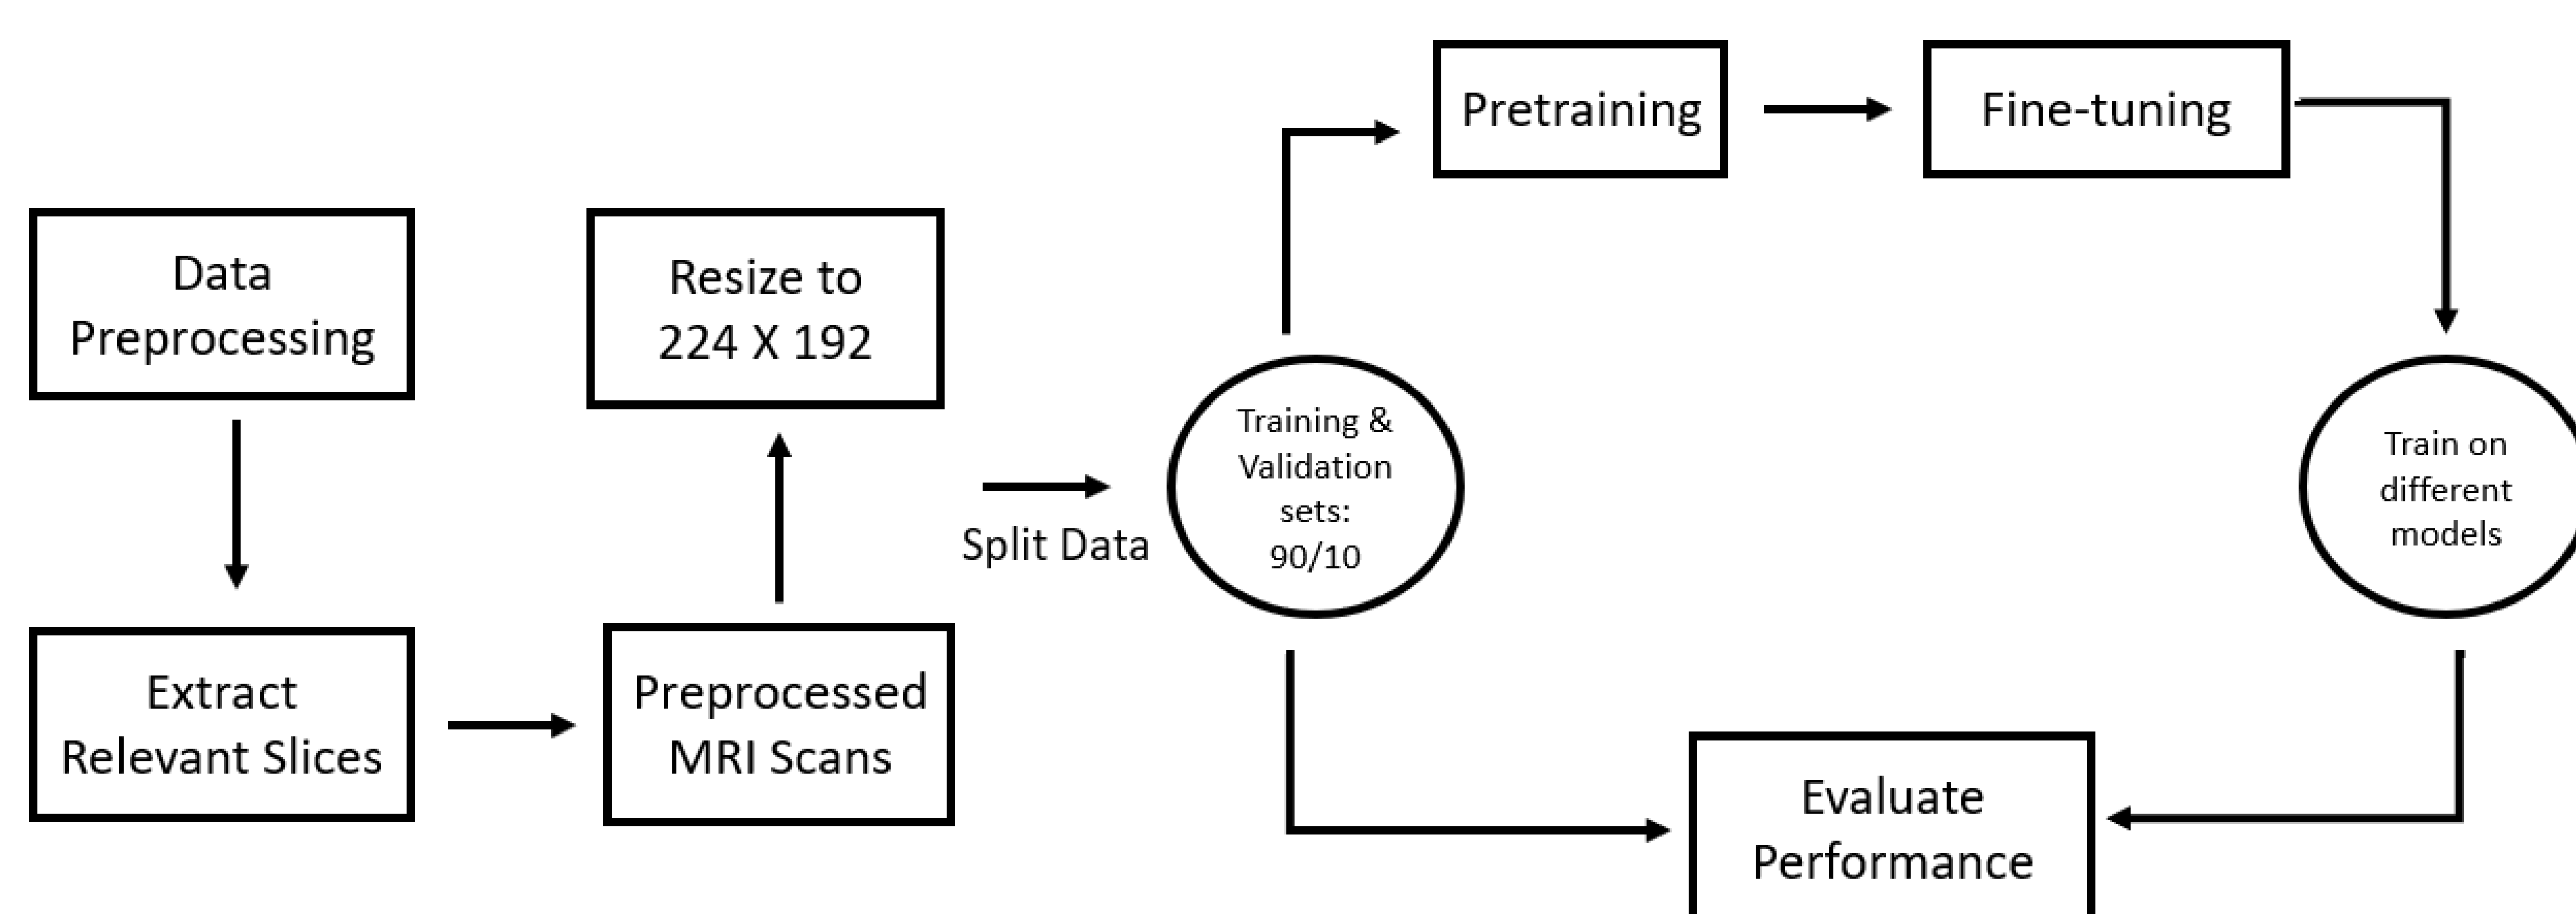 Data
Preprocessing
Extract
Relevant Slices
Preprocessed
MRI Scans
Resize to
224 X 192
Split Data
Training &
Validation
sets:
90/10
Pretraining
Fine-tuning
Train on
different
models
Evaluate
Performance